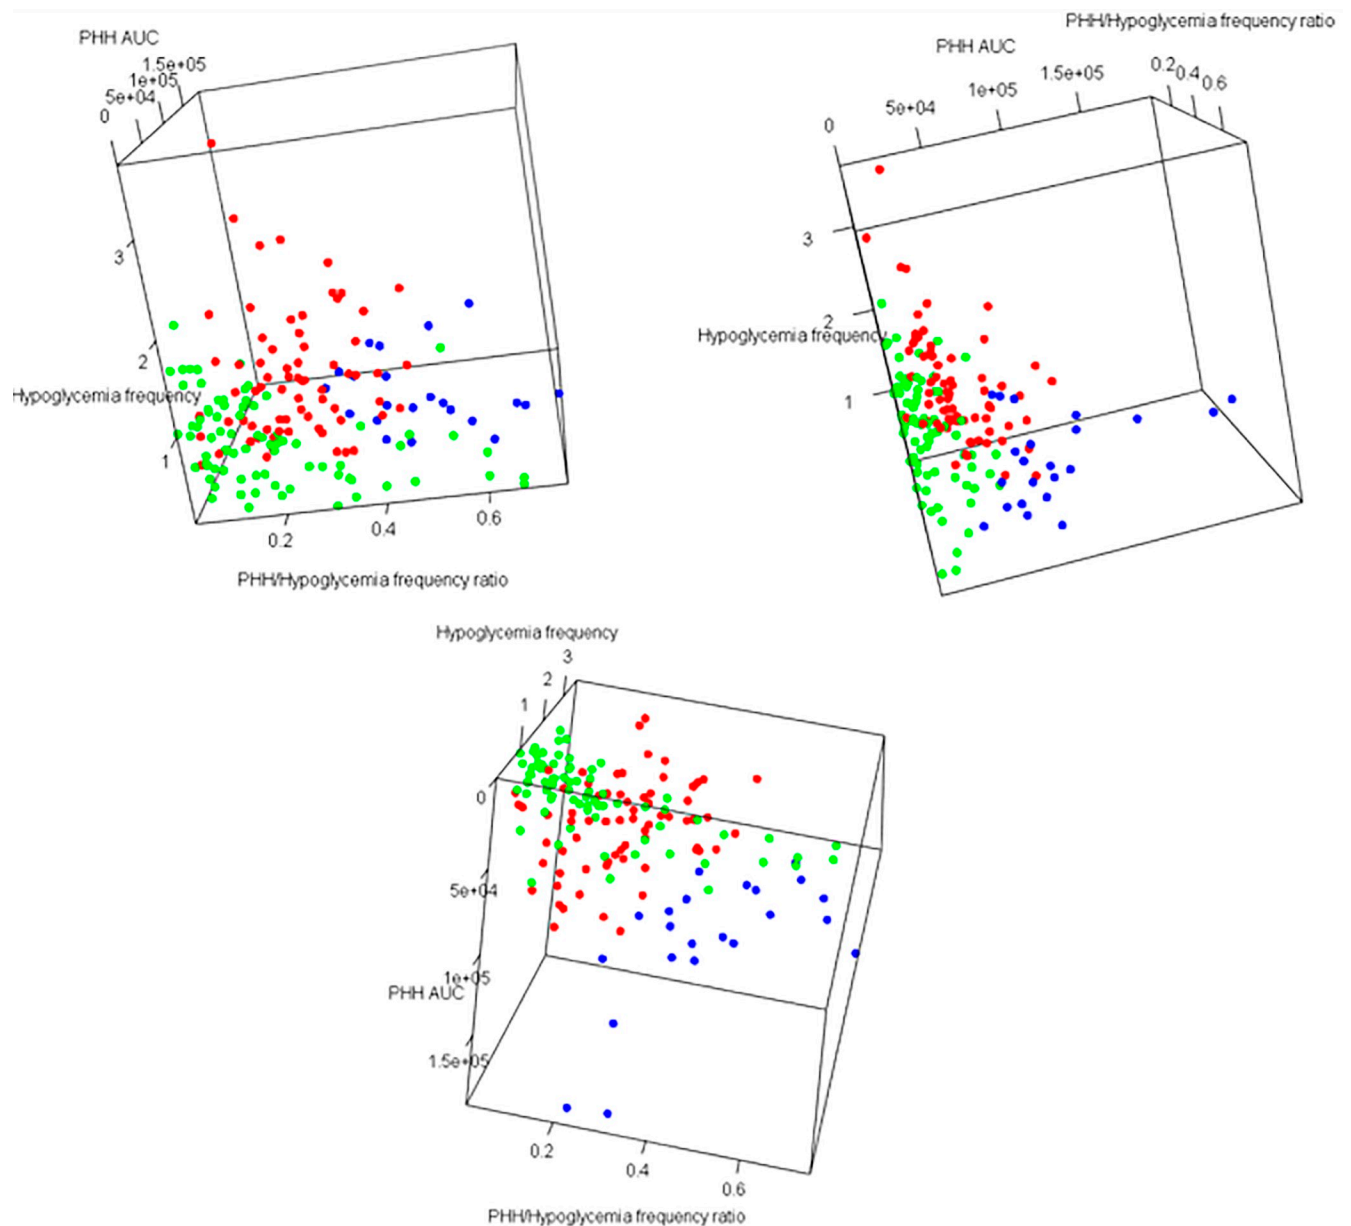 PHH AUC
1.5e+05
1e+05
5e+04
0
3
2
Hypoglycemia frequency
1
0.2
0.4
0.6
PHH/Hypoglycemia frequency ratio
PHH/Hypoglycemia frequency ratio
PHH AUC
0.2
0.4
0.6
1.5e+05
1e+05
5e+04
0
3
2
Hypoglycemia frequency
1
Hypoglycemia frequency
3
2
1
0
5e+04
1e+05
PHH AUC
1.5e+05
0.2
0.4
0.6
PHH/Hypoglycemia frequency ratio